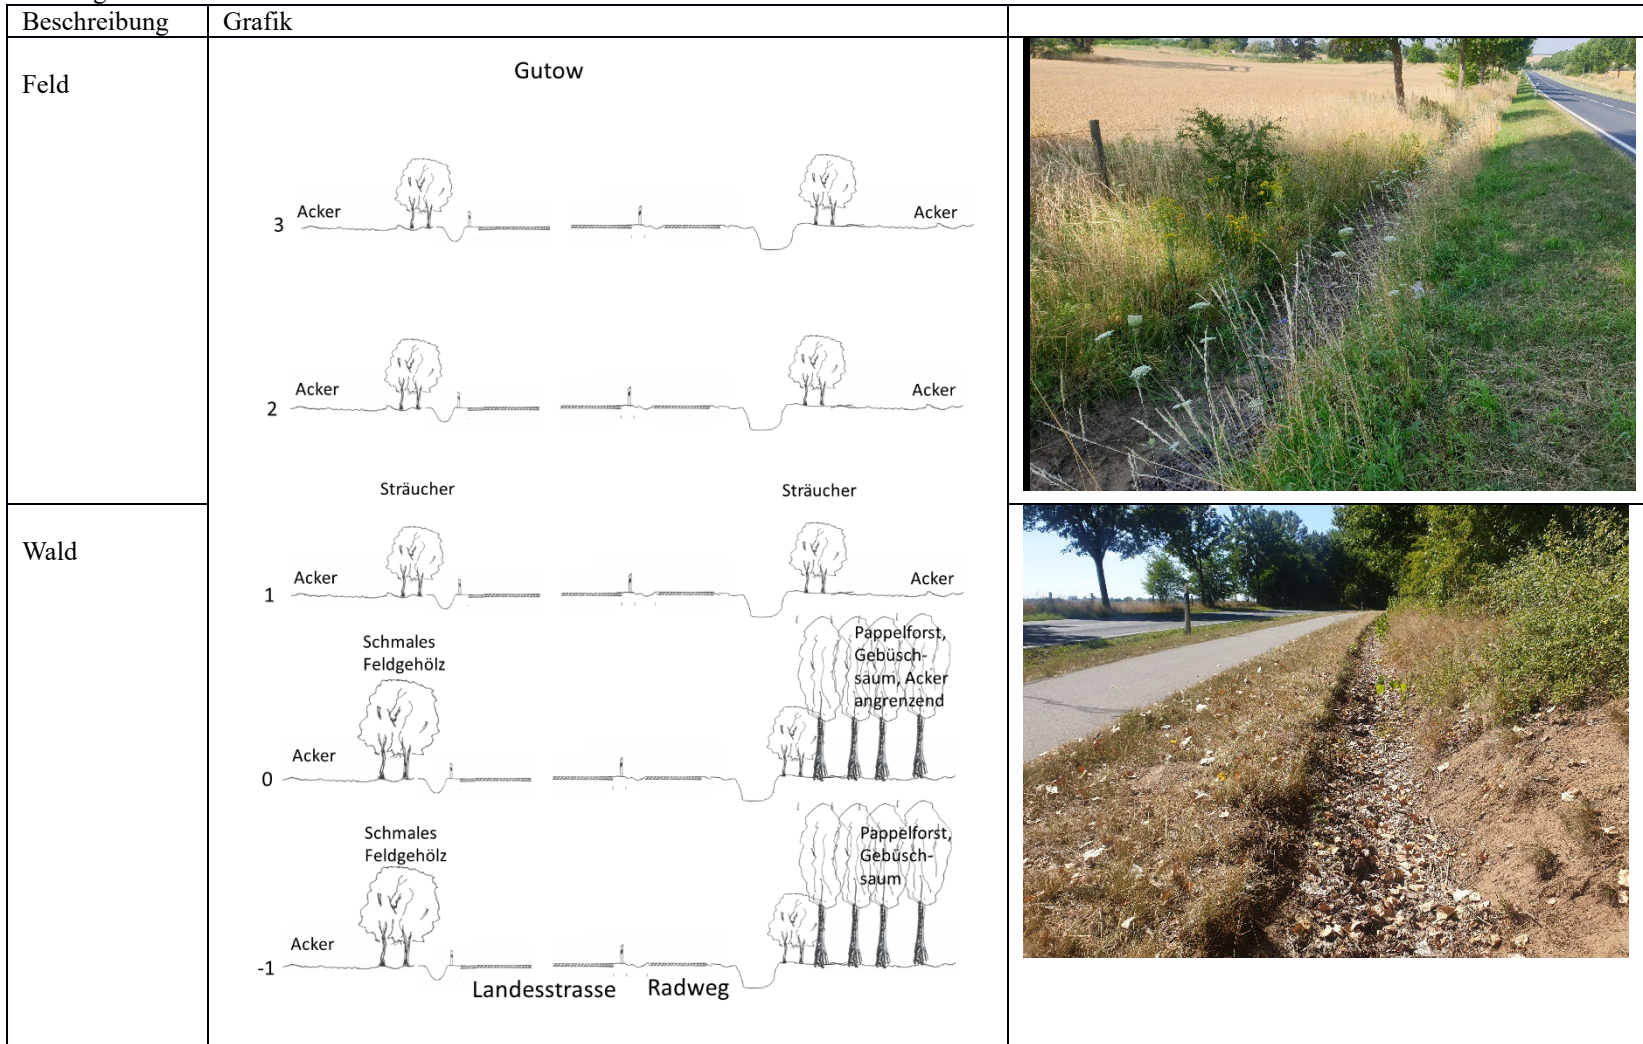 Beschreibung Grafik
Feld
Gutow
3 Acker Acker
2 Acker Acker
Sträucher Sträucher
Wald
1 Acker Acker
Schmales
Feldgehölz
Pappelforst,
Gebüsch-
saum, Acker
angrenzend
0 Acker
Schmales
Feldgehölz
Pappelforst,
Gebüsch-
saum
-1 Acker
Landesstrasse Radweg